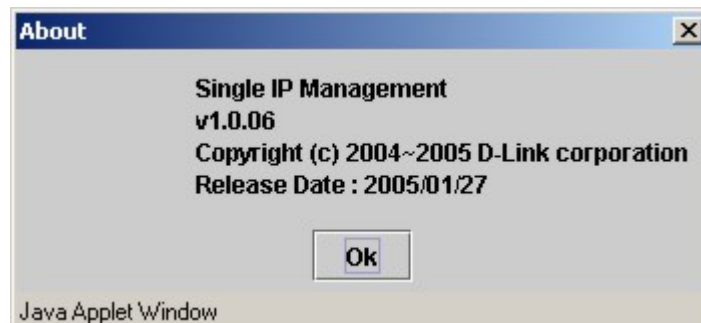 About
Single IP Management
v1.0.06
Copyright (c) 2004~2005 D-Link corporation
Release Date : 2005/01/27
Ok
Java Applet Window